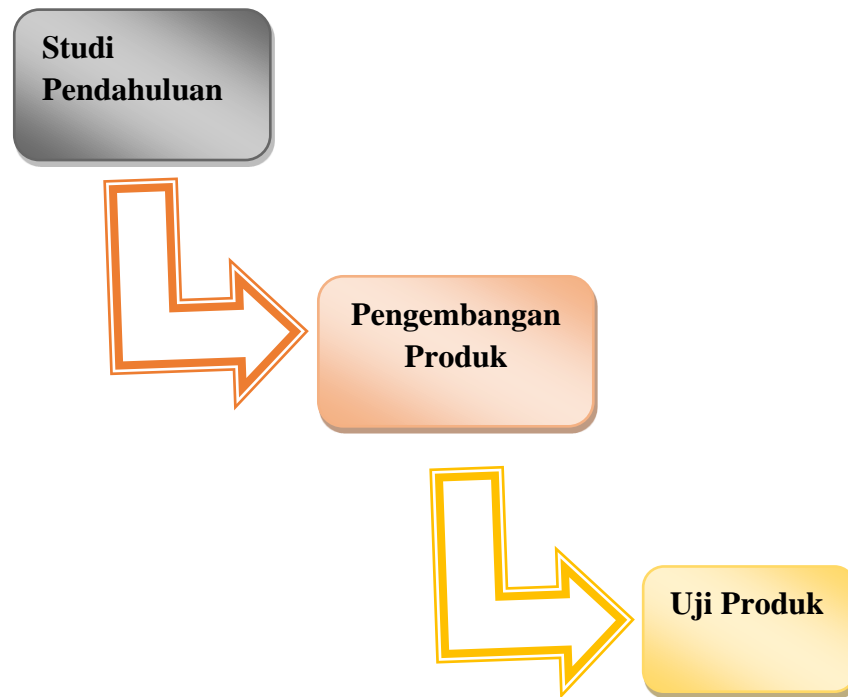 Studi
Pendahuluan
Pengembangan
Produk
Uji Produk